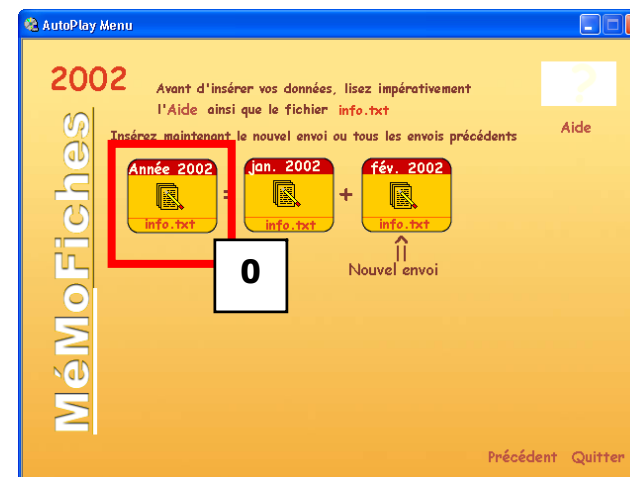 AutoPlay Menu
2002
Avant d'insérer vos données, lisez impérativement
l'Aide ainsi que le fichier info.txt
?
Aide
Insérez maintenant le nouvel envoi ou tous les envois précédents
Année 2002
info.txt
=
jan. 2002
info.txt
+
fév. 2002
info.txt
0
Nouvel envoi
MéMoFiches
Précédent Quitter